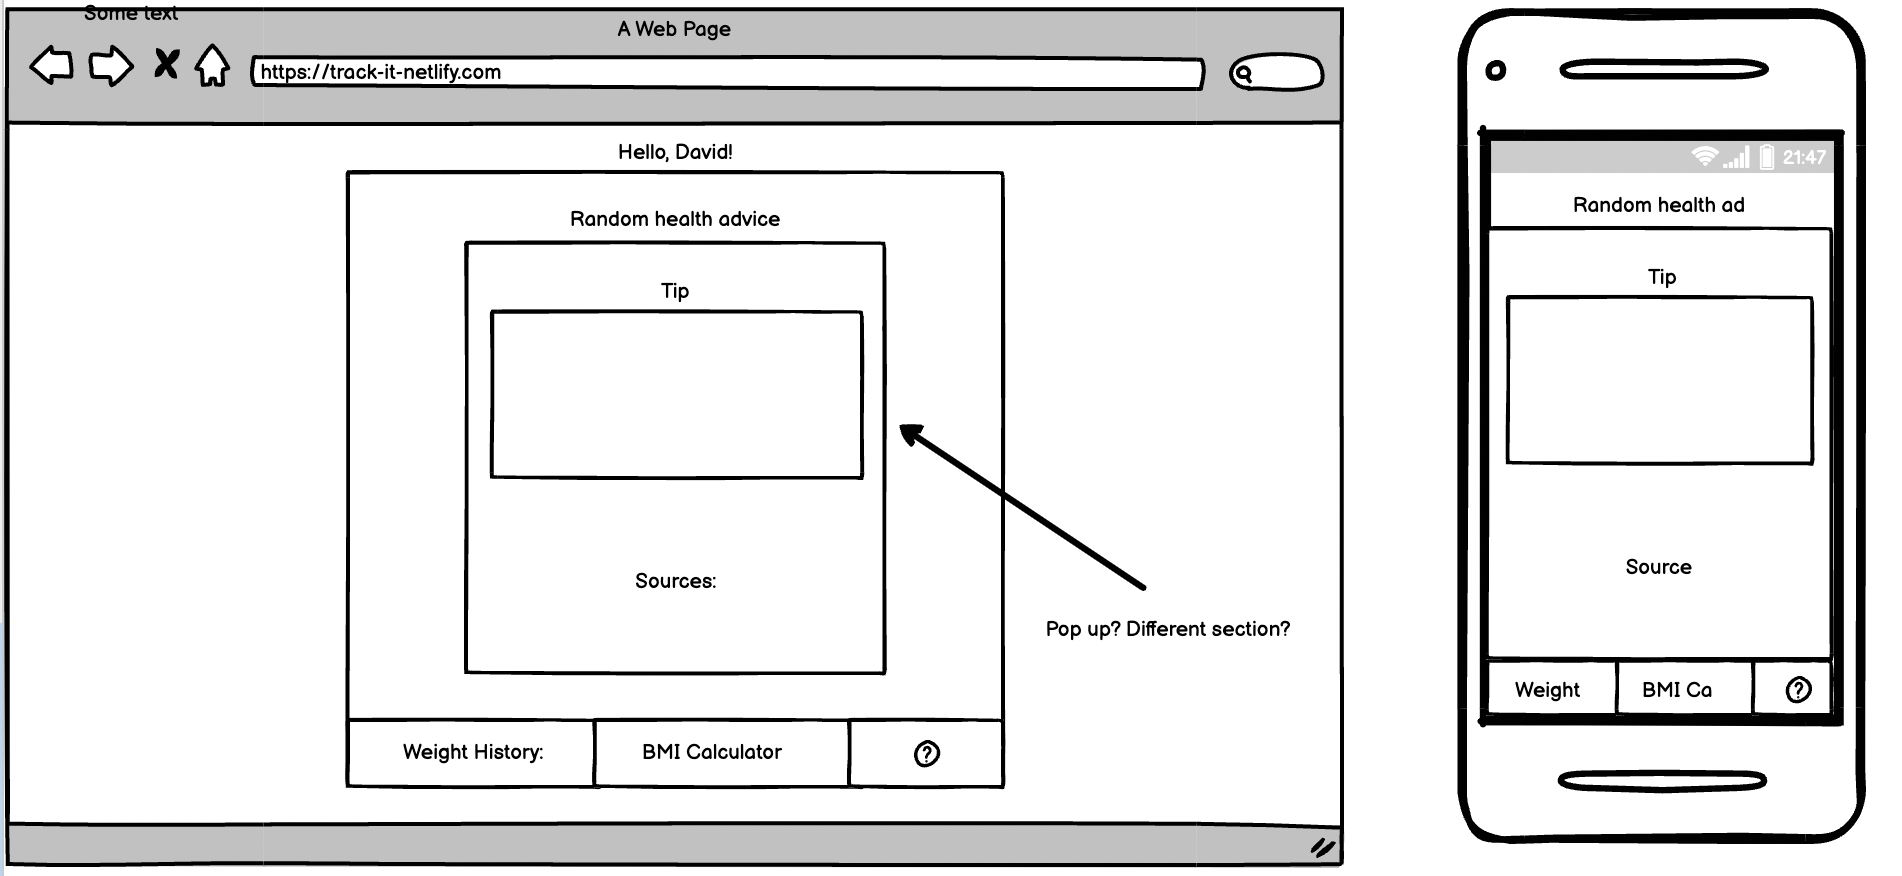 Some text
A Web Page
https://track-it-netlify.com
Hello, David!
Random health advice
Tip
Sources:
Pop up? Different section?
Weight History:
BMI Calculator
?
21:47
Random health ad
Tip
Source
Weight
BMI Ca
?